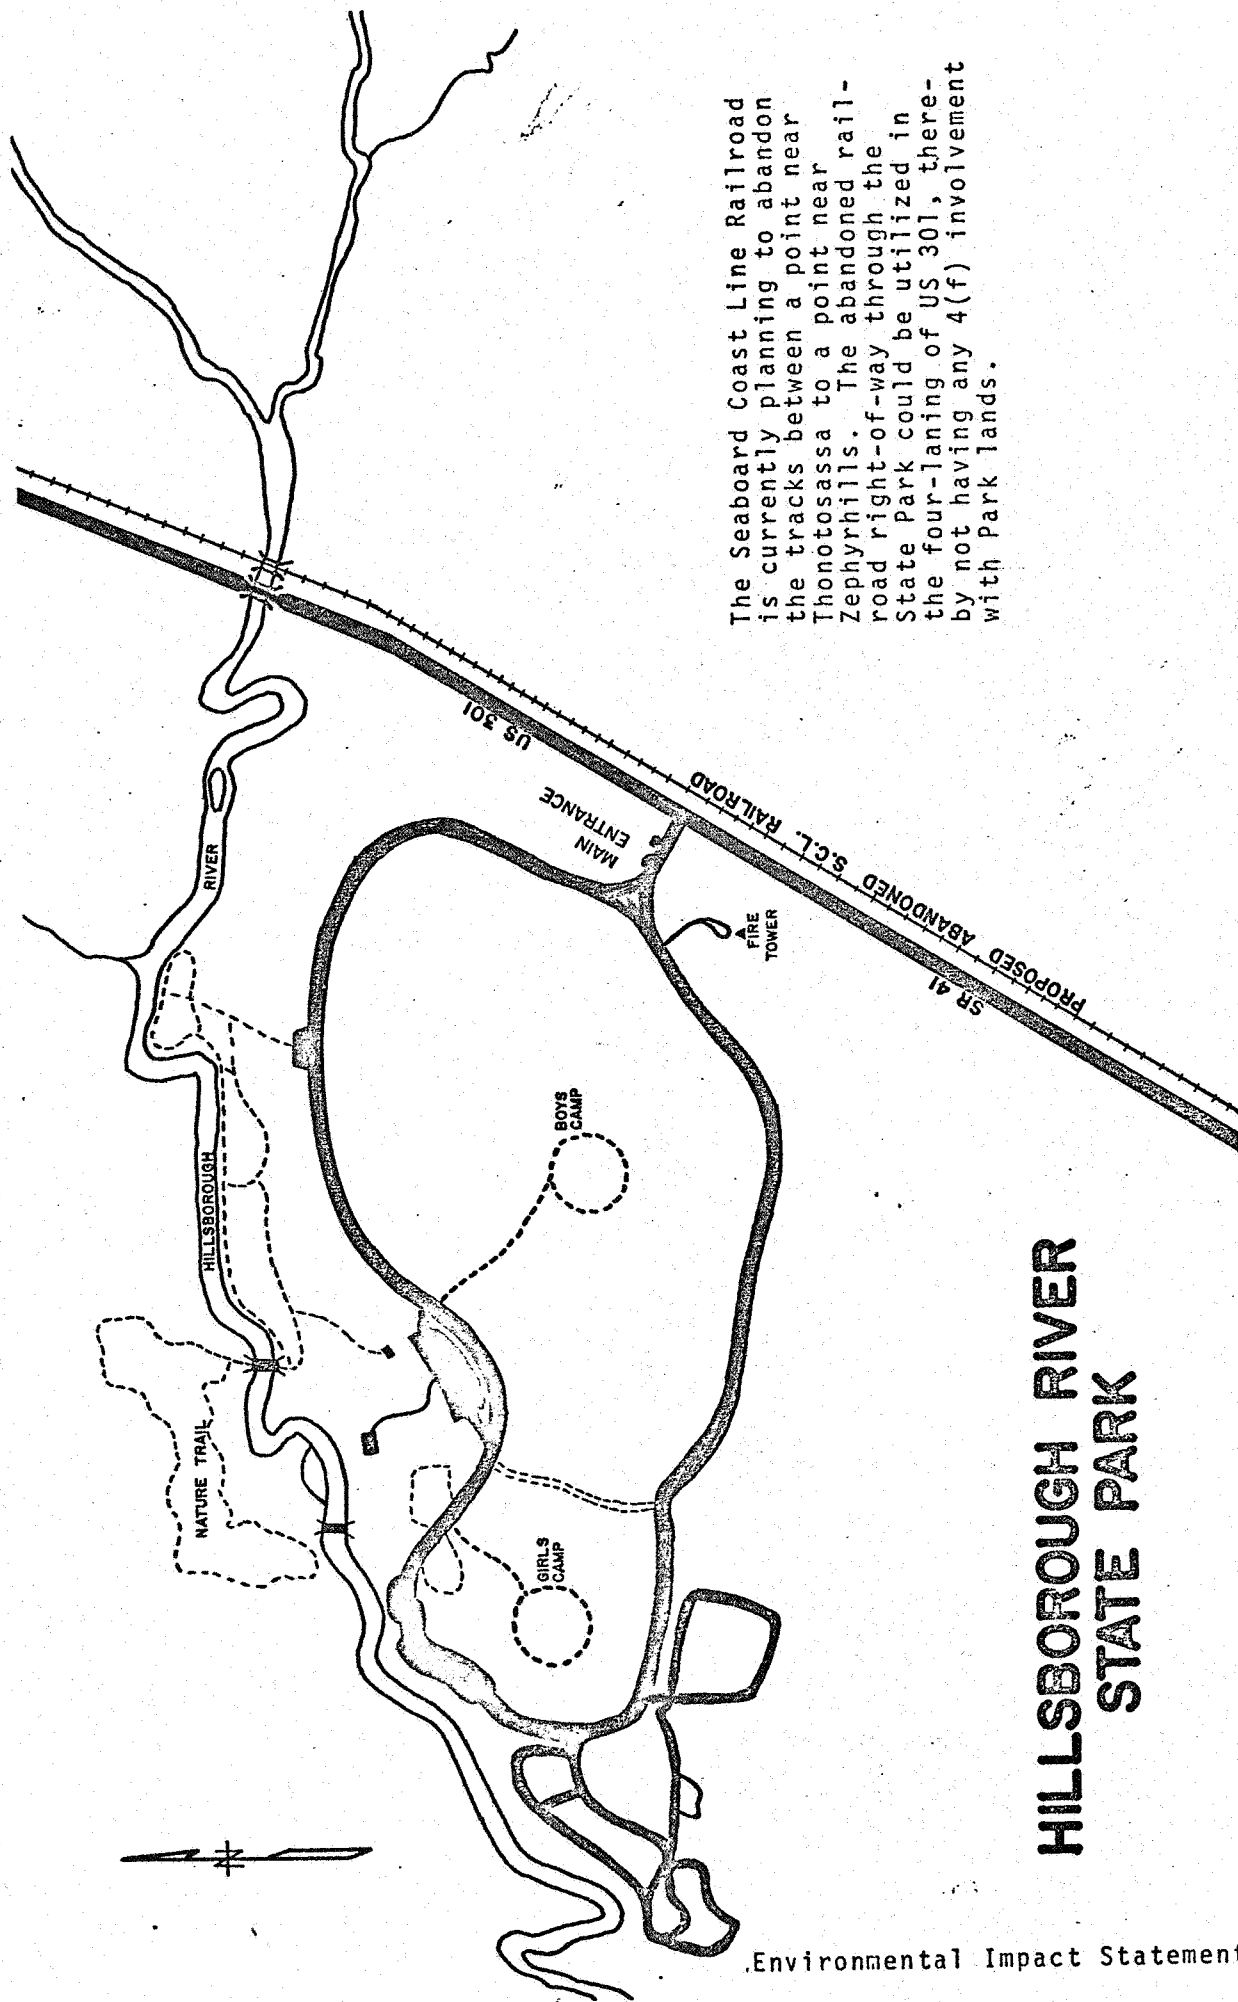 RIVER
HILLSBOROUGH
NATURE TRAIL
US 301
MAIN
ENTRANCE
PROPOSED ABANDONED S.C.L. RAILROAD
SR 41
FIRE
TOWER
BOYS
CAMP
GIRLS
CAMP
The Seaboard Coast Line Railroad
is currently planning to abandon
the tracks between a point near
Thonotosassa to a point near
Zephyrhills. The abandoned rail-
road right-of-way through the
State Park could be utilized in
the four-laning of US 301, there-
by not having any 4(f) involvement
with Park lands.
HILLSBOROUGH RIVER
STATE PARK
Environmental Impact Statement